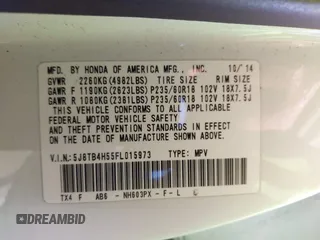 MFD. BY HONDA OF AMERICA MFG., INC. 10/14
GVWR 2260KG(4982LBS) TIRE SIZE RIM SIZE
GAWR F 1190KG(2623LBS) P235/60R18 102V 18X7.5J
GAWR R 1080KG(2381LBS) P235/60R18 102V 18X7.5J
THIS VEHICLE CONFORMS TO ALL APPLICABLE
FEDERAL MOTOR VEHICLE SAFETY STANDARDS IN EFFECT
ON THE DATE OF MANUFACTURE SHOWN ABOVE.
V.I.N: 5J8TB4H55FL015973 TYPE: MPV
TX4 F AB6 - NH603PX - F - L C
DREAMBID